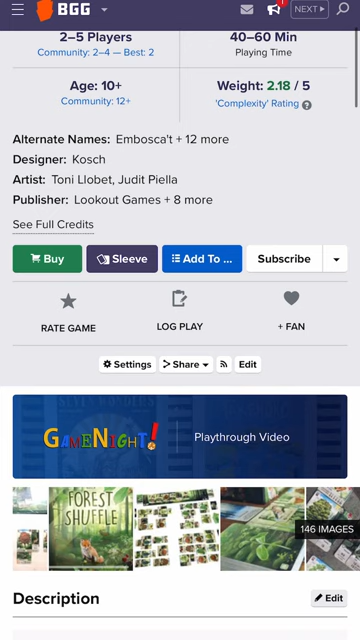 BGG
NEXT
2–5 Players
Community: 2–4 — Best: 2
40–60 Min
Playing Time
Age: 10+
Community: 12+
Weight: 2.18 / 5
'Complexity' Rating ?
Alternate Names: Embosca't + 12 more
Designer: Kosch
Artist: Toni Llobet, Judit Piella
Publisher: Lookout Games + 8 more
See Full Credits
Buy
Sleeve
Add To ...
Subscribe
RATE GAME
LOG PLAY
+ FAN
Settings
Share
Edit
GAMENIGHT!
Playthrough Video
FOREST
SHUFFLE
146 IMAGES
Description
Edit